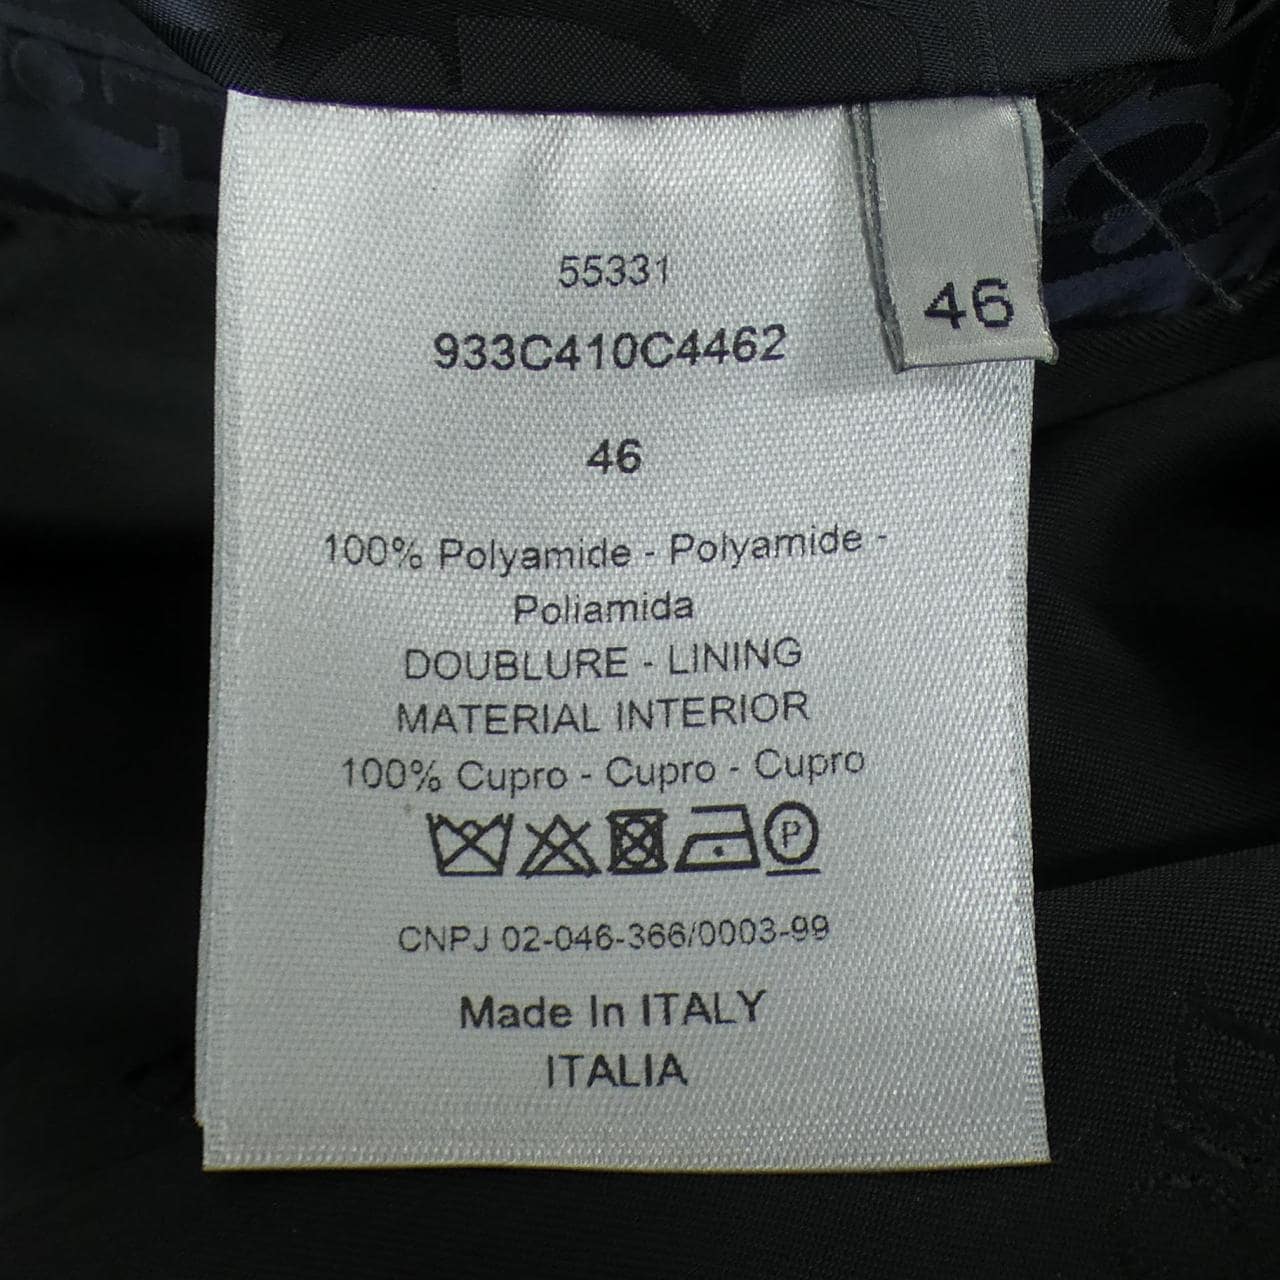 55331
933C410C4462
46
46
100% Polyamide - Polyamide -
Poliamida
DOUBLURE - LINING
MATERIAL INTERIOR
100% Cupro - Cupro - Cupro
P
CNPJ 02-046-366/0003-99
Made In ITALY
ITALIA